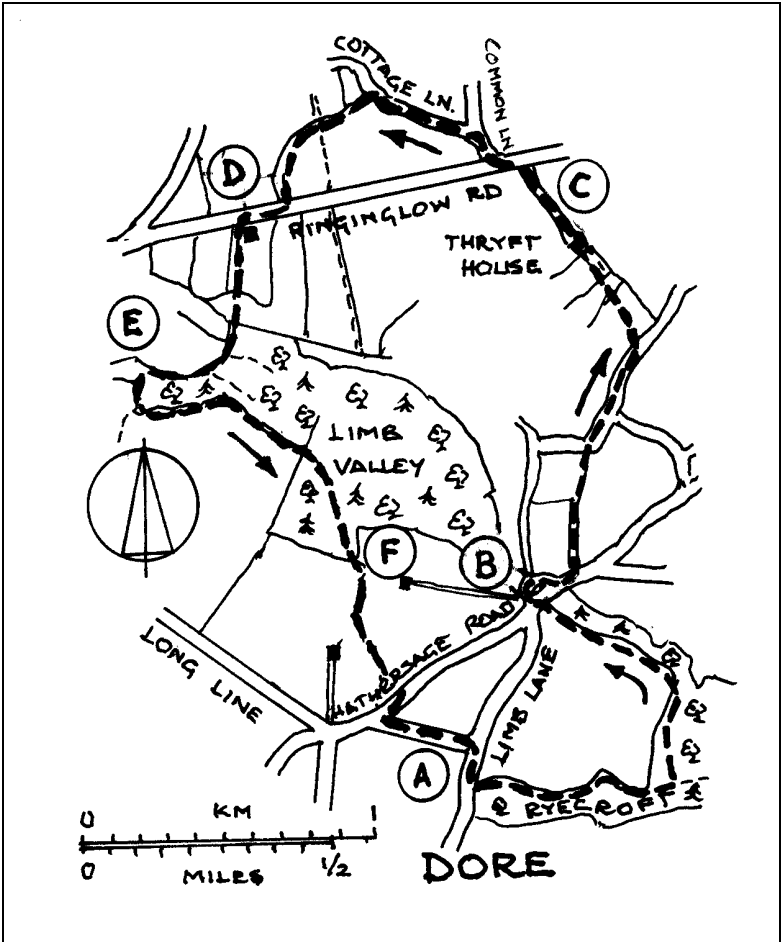 COTTAGE LN.
COMMON LN
D
C
RINGINGLOW RD
THRYFT
HOUSE
E
LIMB
VALLEY
F
B
HATHERSAGE ROAD
LONG LINE
LIMB LANE
A
RYECROFT
0 KM 1
0 MILES 1/2
DORE